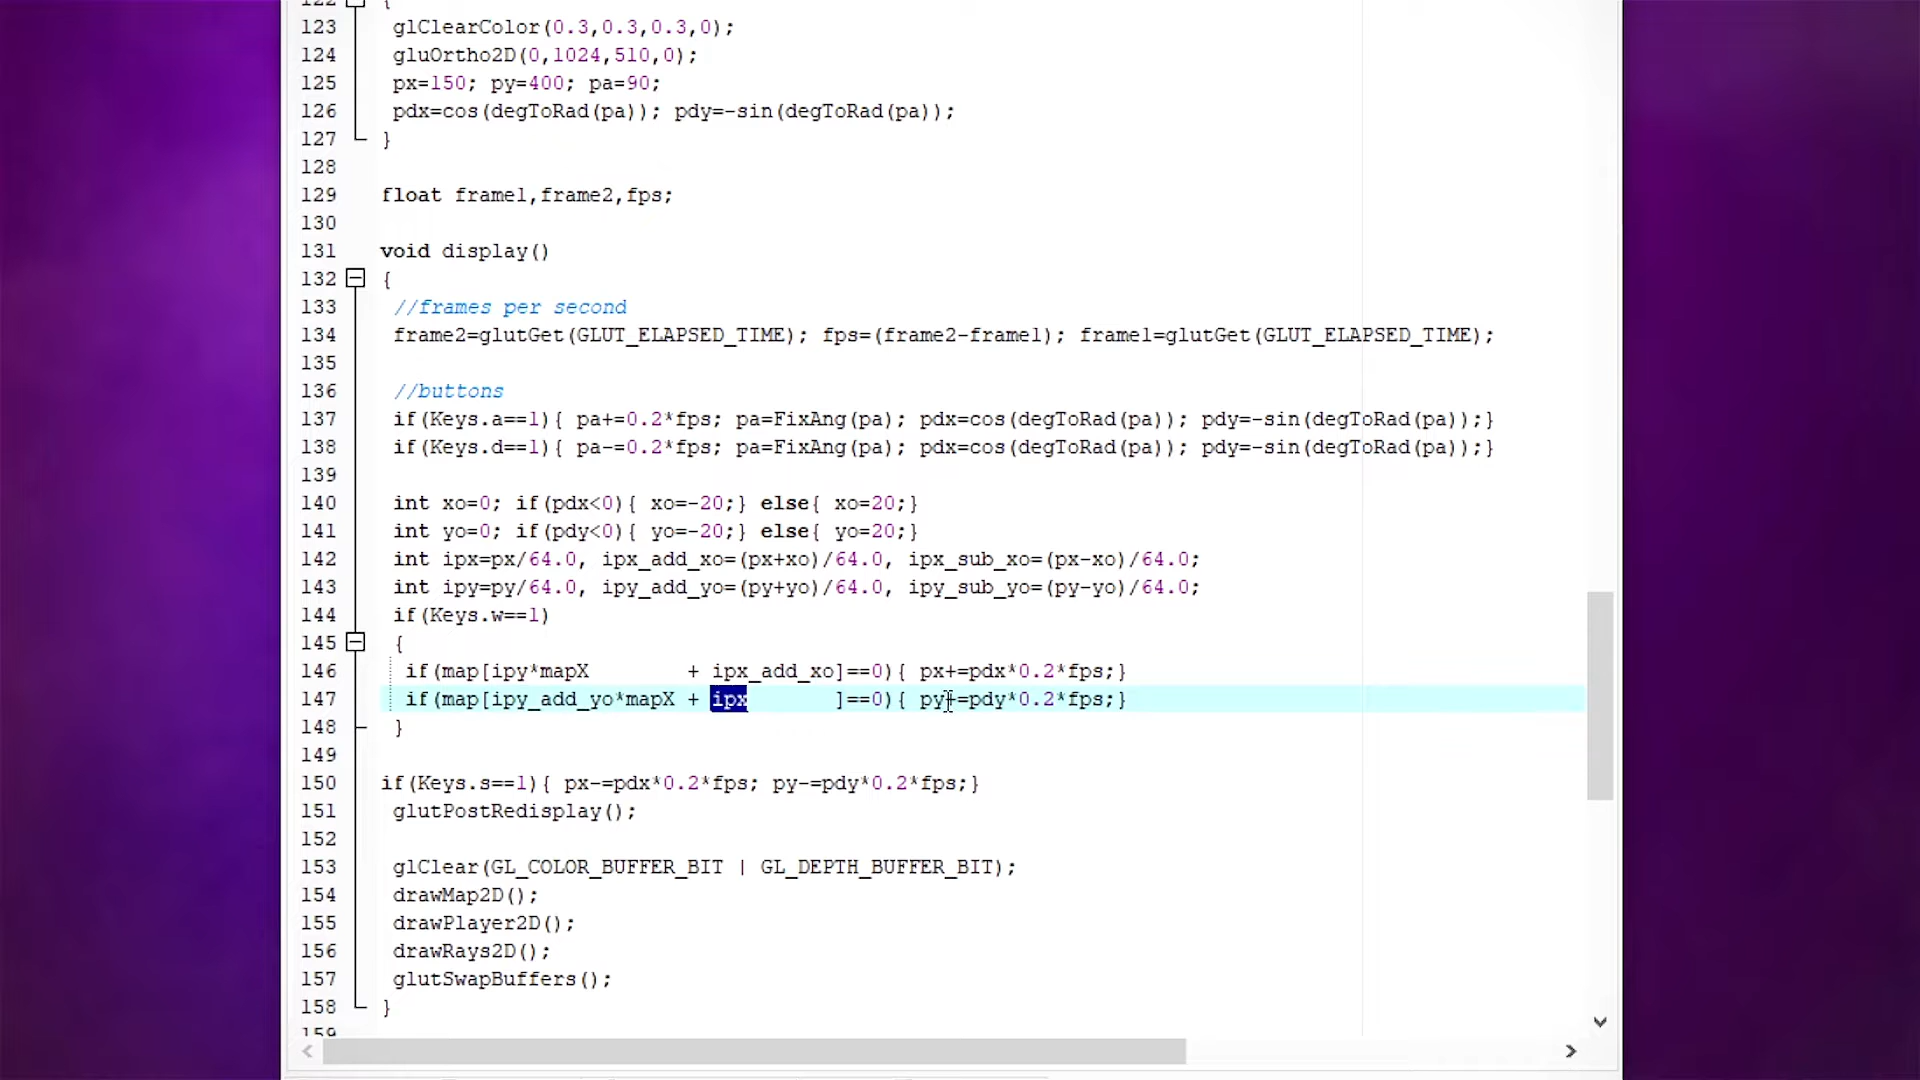 122 {
123 glClearColor(0.3,0.3,0.3,0);
124 gluOrtho2D(0,1024,510,0);
125 px=150; py=400; pa=90;
126 pdx=cos(degToRad(pa)); pdy=-sin(degToRad(pa));
127 }
128
129 float frame1,frame2,fps;
130
131 void display()
132 {
133 //frames per second
134 frame2=glutGet(GLUT_ELAPSED_TIME); fps=(frame2-frame1); frame1=glutGet(GLUT_ELAPSED_TIME);
135
136 //buttons
137 if(Keys.a==1){ pa+=0.2*fps; pa=FixAng(pa); pdx=cos(degToRad(pa)); pdy=-sin(degToRad(pa));}
138 if(Keys.d==1){ pa-=0.2*fps; pa=FixAng(pa); pdx=cos(degToRad(pa)); pdy=-sin(degToRad(pa));}
139
140 int xo=0; if(pdx<0){ xo=-20;} else{ xo=20;}
141 int yo=0; if(pdy<0){ yo=-20;} else{ yo=20;}
142 int ipx=px/64.0, ipx_add_xo=(px+xo)/64.0, ipx_sub_xo=(px-xo)/64.0;
143 int ipy=py/64.0, ipy_add_yo=(py+yo)/64.0, ipy_sub_yo=(py-yo)/64.0;
144 if(Keys.w==1)
145 {
146 if(map[ipy*mapX        + ipx_add_xo]==0){ px+=pdx*0.2*fps;}
147 if(map[ipy_add_yo*mapX + ipx       ]==0){ py+=pdy*0.2*fps;}
148 }
149
150 if(Keys.s==1){ px-=pdx*0.2*fps; py-=pdy*0.2*fps;}
151 glutPostRedisplay();
152
153 glClear(GL_COLOR_BUFFER_BIT | GL_DEPTH_BUFFER_BIT);
154 drawMap2D();
155 drawPlayer2D();
156 drawRays2D();
157 glutSwapBuffers();
158 }
159